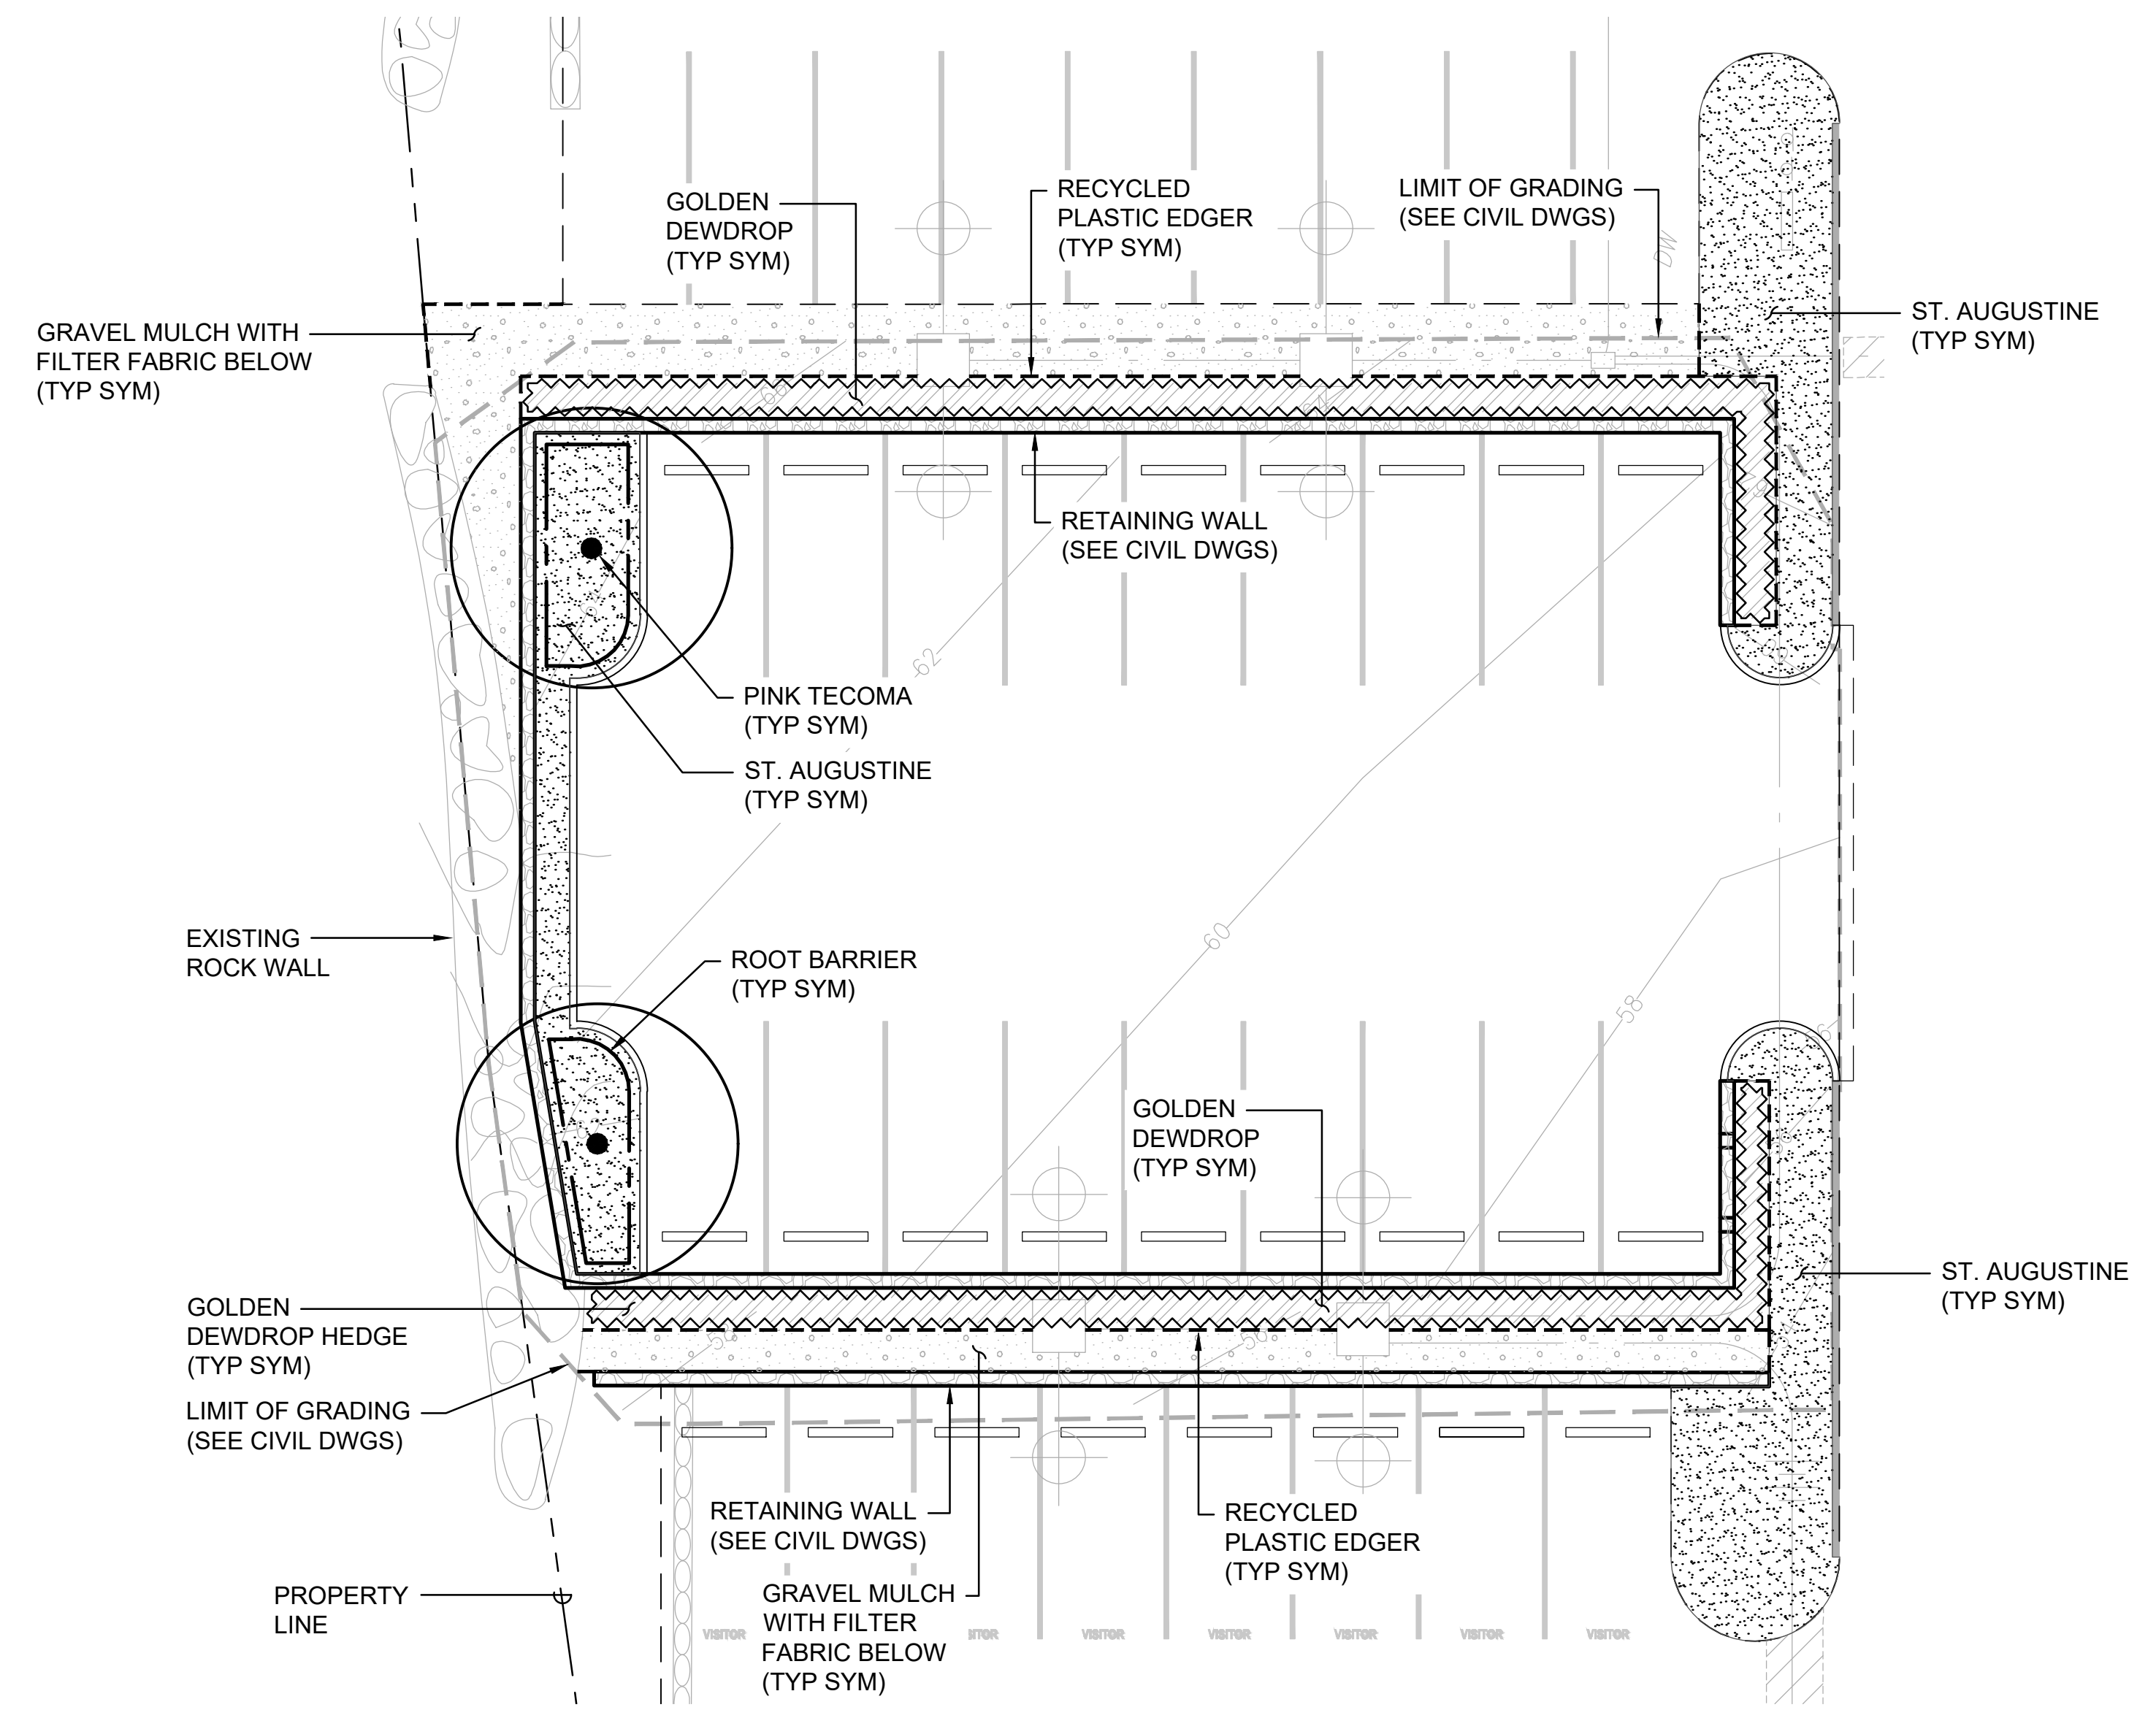 GOLDEN
DEWDROP
(TYP SYM)
RECYCLED
PLASTIC EDGER
(TYP SYM)
LIMIT OF GRADING
(SEE CIVIL DWGS)
DW
GRAVEL MULCH WITH
FILTER FABRIC BELOW
(TYP SYM)
ST. AUGUSTINE
(TYP SYM)
RETAINING WALL
(SEE CIVIL DWGS)
62
PINK TECOMA
(TYP SYM)
ST. AUGUSTINE
(TYP SYM)
EXISTING
ROCK WALL
60
ROOT BARRIER
(TYP SYM)
58
GOLDEN
DEWDROP
(TYP SYM)
ST. AUGUSTINE
(TYP SYM)
GOLDEN
DEWDROP HEDGE
(TYP SYM)
LIMIT OF GRADING
(SEE CIVIL DWGS)
RETAINING WALL
(SEE CIVIL DWGS)
RECYCLED
PLASTIC EDGER
(TYP SYM)
PROPERTY
LINE
GRAVEL MULCH
WITH FILTER
FABRIC BELOW
(TYP SYM)
VISITOR
VISITOR
VISITOR
VISITOR
VISITOR
VISITOR